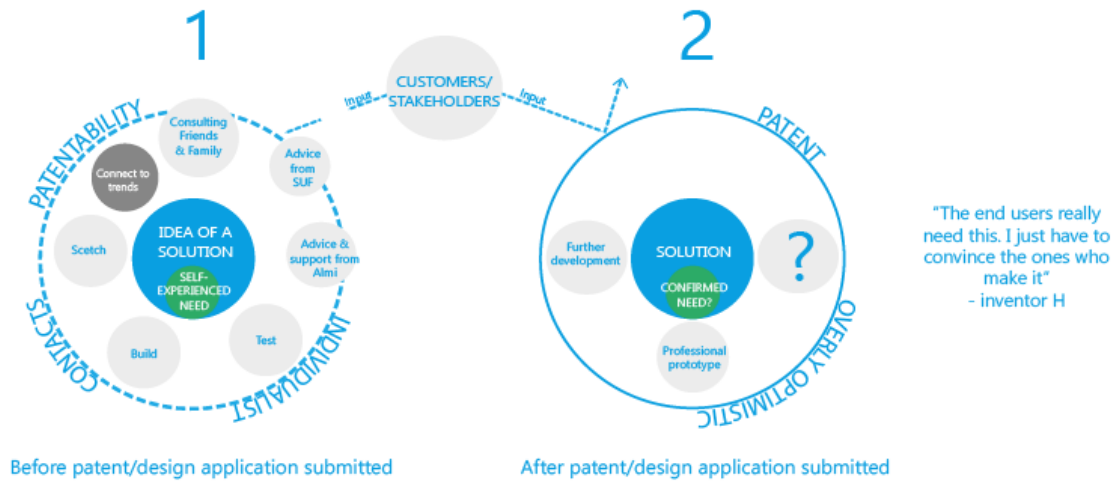 1
2
CUSTOMERS/
STAKEHOLDERS
Input
Input
PATENTABILITY
Consulting
Friends
& Family
Advice
from
SUF
Connect to
trends
IDEA OF A
SOLUTION
SELF-
EXPERIENCED
NEED
Scetch
Advice &
support from
Almi
Build
Test
CONTACTS
INDIVIDUALIST
PATENT
Further
development
SOLUTION
CONFIRMED
NEED?
?
Professional
prototype
OVERLY OPTIMISTIC
"The end users really
need this. I just have to
convince the ones who
make it"
- inventor H
Before patent/design application submitted
After patent/design application submitted